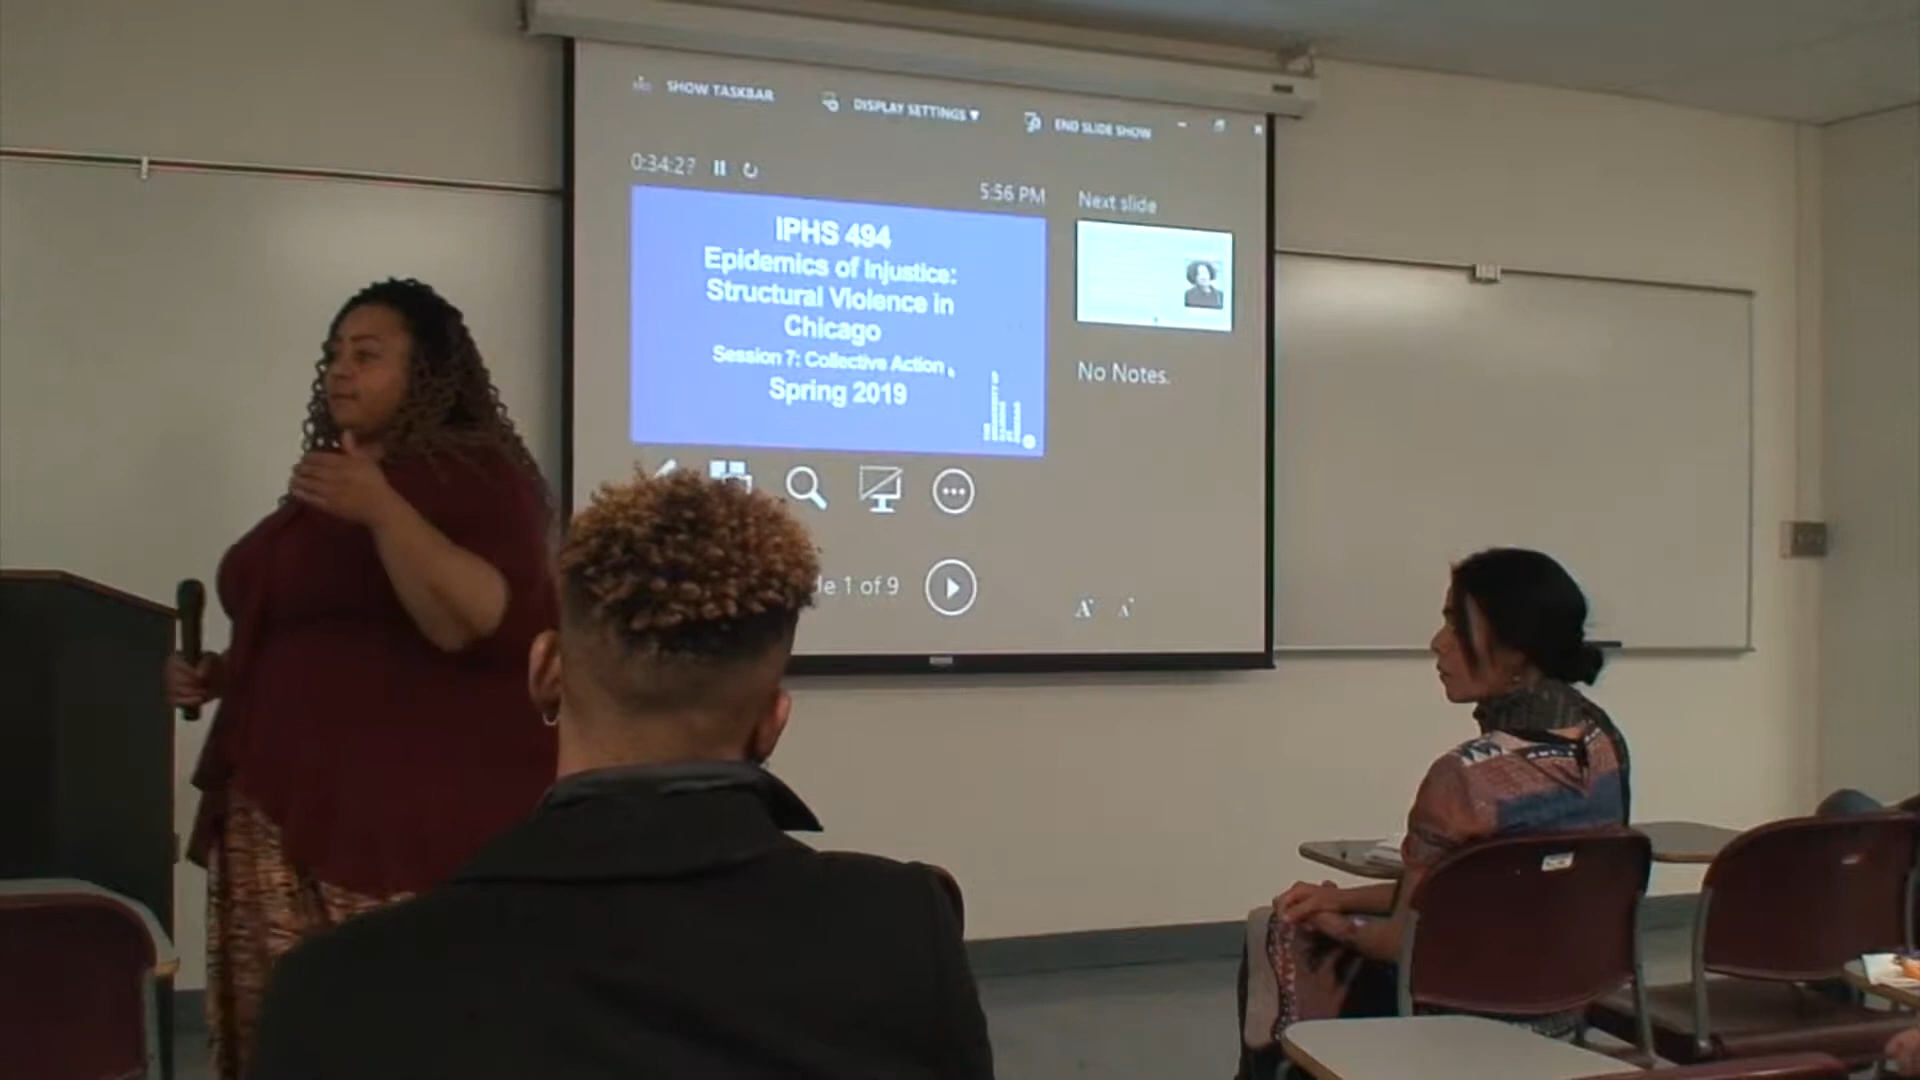 SHOW TASKBAR
DISPLAY SETTINGS ▼
END SLIDE SHOW
0:34:27
5:56 PM
Next slide
IPHS 494
Epidemics of Injustice:
Structural Violence in
Chicago
Session 7: Collective Action
Spring 2019
No Notes.
1 of 9
A A